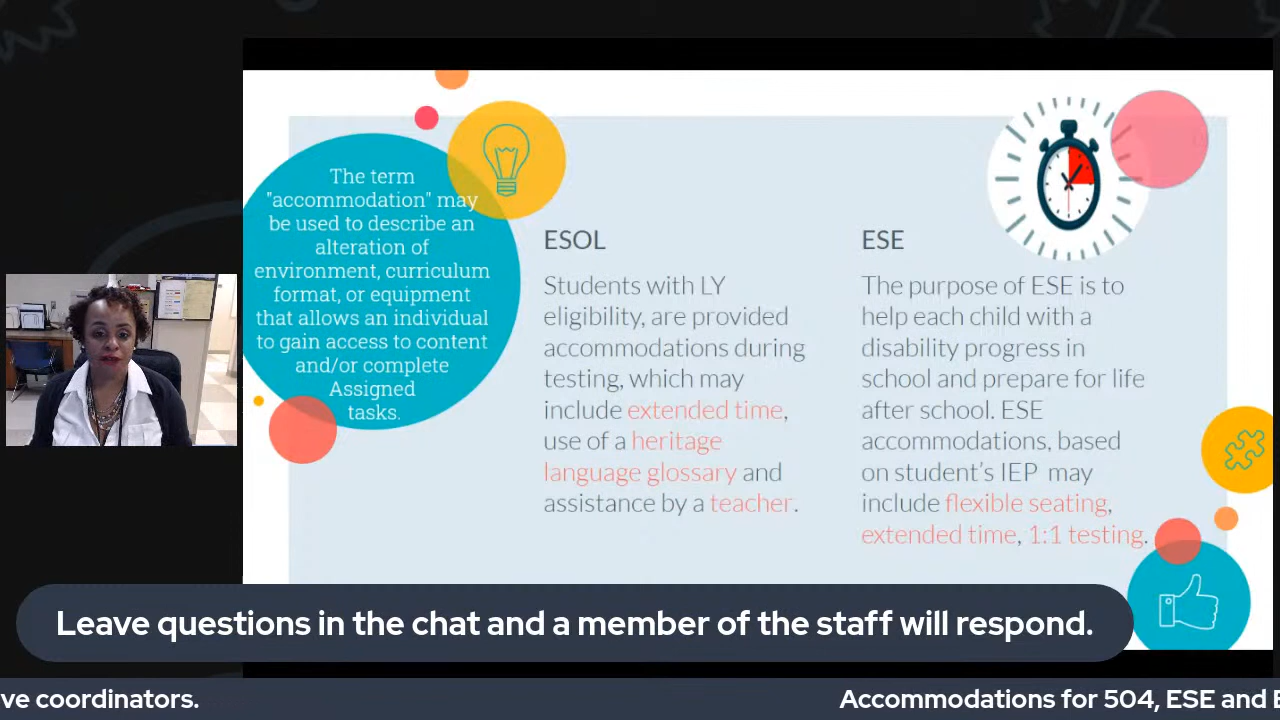 The term
"accommodation" may
be used to describe an
alteration of
environment, curriculum
format, or equipment
that allows an individual
to gain access to content
and/or complete
Assigned
tasks.
ESOL
Students with LY
eligibility, are provided
accommodations during
testing, which may
include extended time,
use of a heritage
language glossary and
assistance by a teacher.
ESE
The purpose of ESE is to
help each child with a
disability progress in
school and prepare for life
after school. ESE
accommodations, based
on student's IEP may
include flexible seating,
extended time, 1:1 testing.
Leave questions in the chat and a member of the staff will respond.
ve coordinators.
Accommodations for 504, ESE and